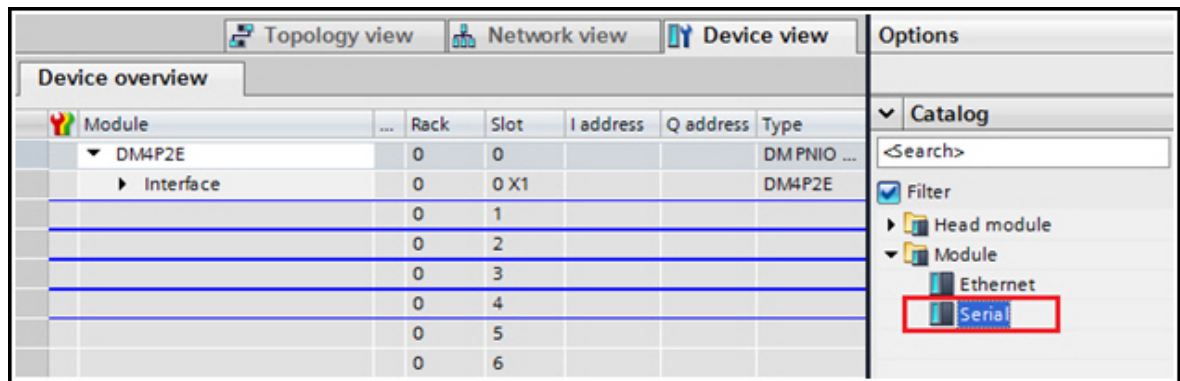 Topology view Network view Device view Options
Device overview
Module ... Rack Slot I address Q address Type Catalog
DM4P2E 0 0 DM PNIO ... <Search>
Interface 0 0 X1 DM4P2E Filter
0 1 Head module
0 2 Module
0 3 Ethernet
0 4 Serial
0 5
0 6